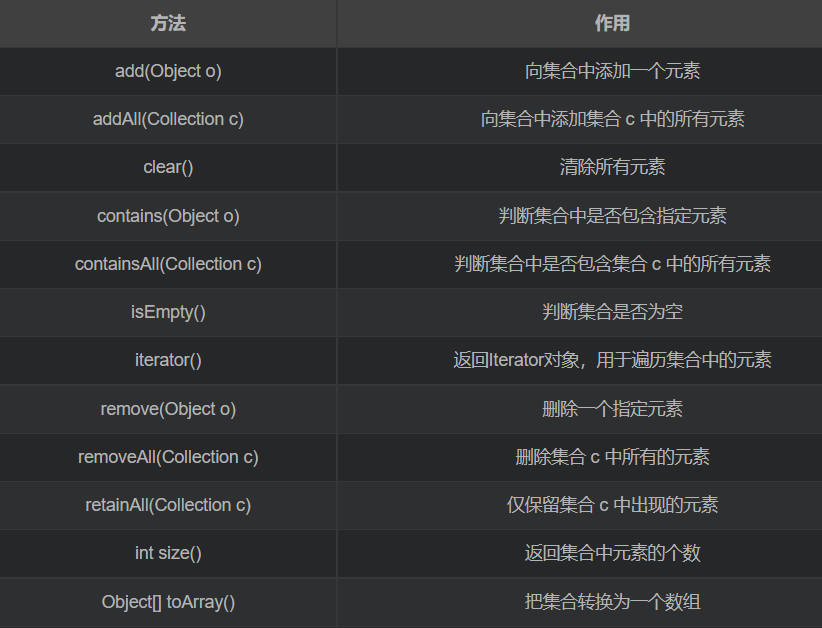 方法 作用
add(Object o) 向集合中添加一个元素
addAll(Collection c) 向集合中添加集合 c 中的所有元素
clear() 清除所有元素
contains(Object o) 判断集合中是否包含指定元素
containsAll(Collection c) 判断集合中是否包含集合 c 中的所有元素
isEmpty() 判断集合是否为空
iterator() 返回Iterator对象，用于遍历集合中的元素
remove(Object o) 删除一个指定元素
removeAll(Collection c) 删除集合 c 中所有的元素
retainAll(Collection c) 仅保留集合 c 中出现的元素
int size() 返回集合中元素的个数
Object[] toArray() 把集合转换为一个数组